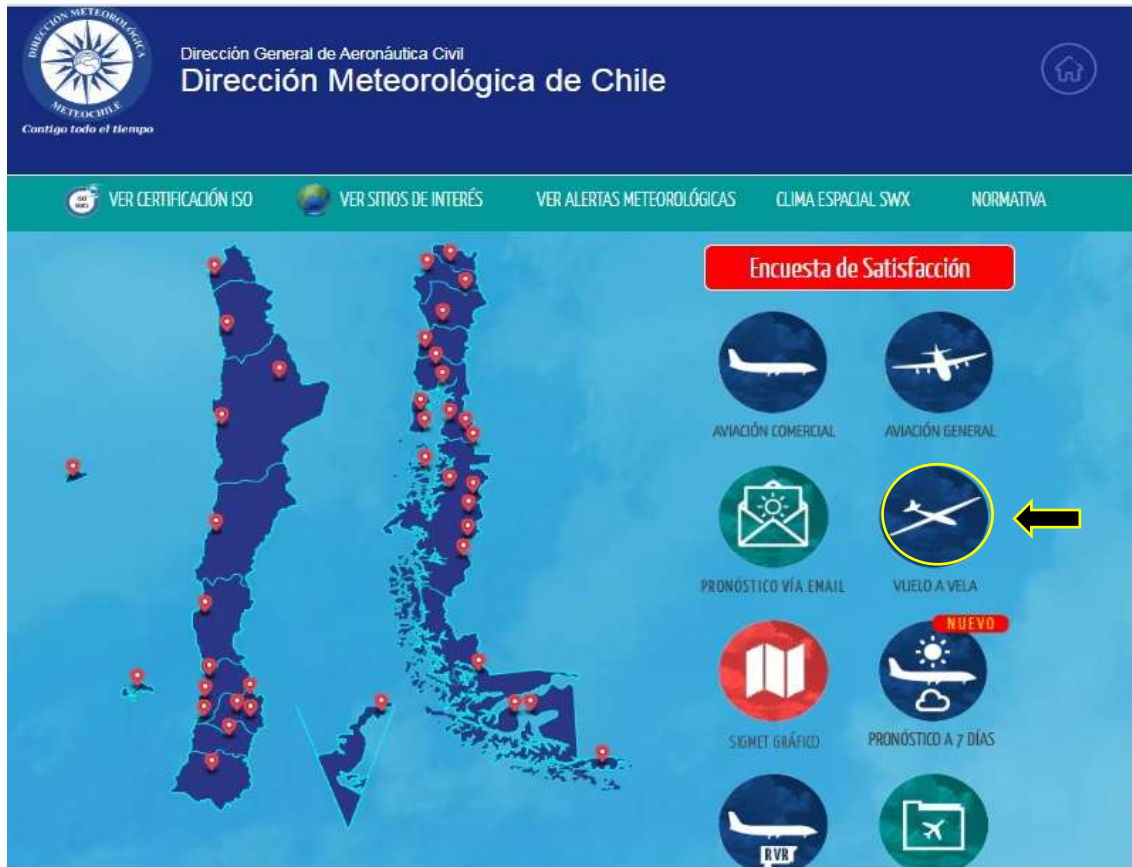 DIRECCIÓN METEOROLÓGICA
METEOCHILE
Contigo todo el tiempo
Dirección General de Aeronáutica Civil
Dirección Meteorológica de Chile
ISO
9001
VER CERTIFICACIÓN ISO
VER SITIOS DE INTERÉS
VER ALERTAS METEOROLÓGICAS
CLIMA ESPACIAL SWX
NORMATIVA
Encuesta de Satisfacción
AVIACIÓN COMERCIAL
AVIACIÓN GENERAL
PRONÓSTICO VÍA EMAIL
VUELO A VELA
NUEVO
SIGMET GRÁFICO
PRONÓSTICO A 7 DÍAS
RVR